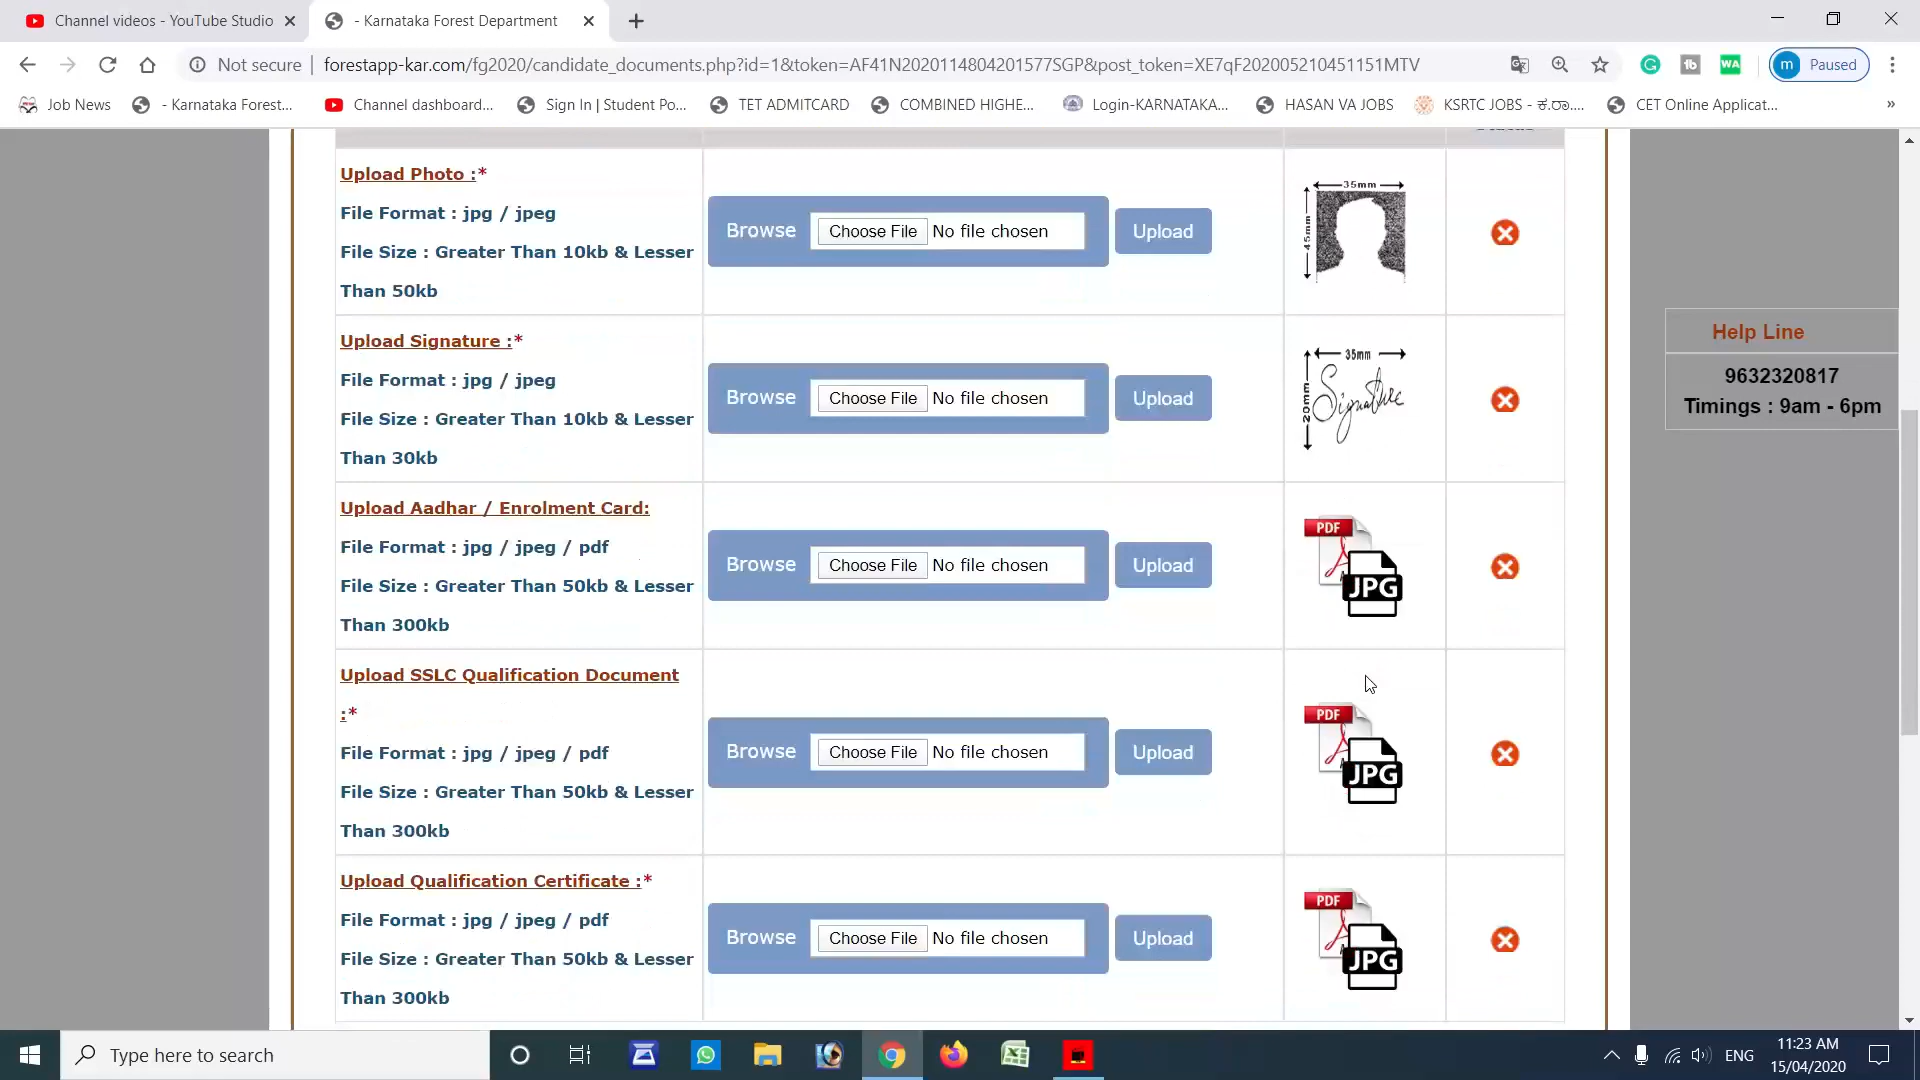 Channel videos - YouTube Studio
- Karnataka Forest Department
Not secure
forestapp-kar.com/fg2020/candidate_documents.php?id=1&token=AF41N2020114804201577SGP&post_token=XE7qF202005210451151MTV
m Paused
Job News
- Karnataka Forest...
Channel dashboard...
Sign In | Student Po...
TET ADMITCARD
COMBINED HIGHE...
Login-KARNATAKA...
HASAN VA JOBS
KSRTC JOBS - ಕ.ರಾ....
CET Online Applicat...
»
Upload Photo :*
File Format : jpg / jpeg
File Size : Greater Than 10kb & Lesser
Than 50kb
Browse Choose File No file chosen Upload
35mm
45mm
Upload Signature :*
File Format : jpg / jpeg
File Size : Greater Than 10kb & Lesser
Than 30kb
Browse Choose File No file chosen Upload
35mm
20mm
Signature
Upload Aadhar / Enrolment Card:
File Format : jpg / jpeg / pdf
File Size : Greater Than 50kb & Lesser
Than 300kb
Browse Choose File No file chosen Upload
PDF
JPG
Upload SSLC Qualification Document
:*
File Format : jpg / jpeg / pdf
File Size : Greater Than 50kb & Lesser
Than 300kb
Browse Choose File No file chosen Upload
PDF
JPG
Upload Qualification Certificate :*
File Format : jpg / jpeg / pdf
File Size : Greater Than 50kb & Lesser
Than 300kb
Browse Choose File No file chosen Upload
PDF
JPG
Help Line
9632320817
Timings : 9am - 6pm
Type here to search
ENG
11:23 AM
15/04/2020